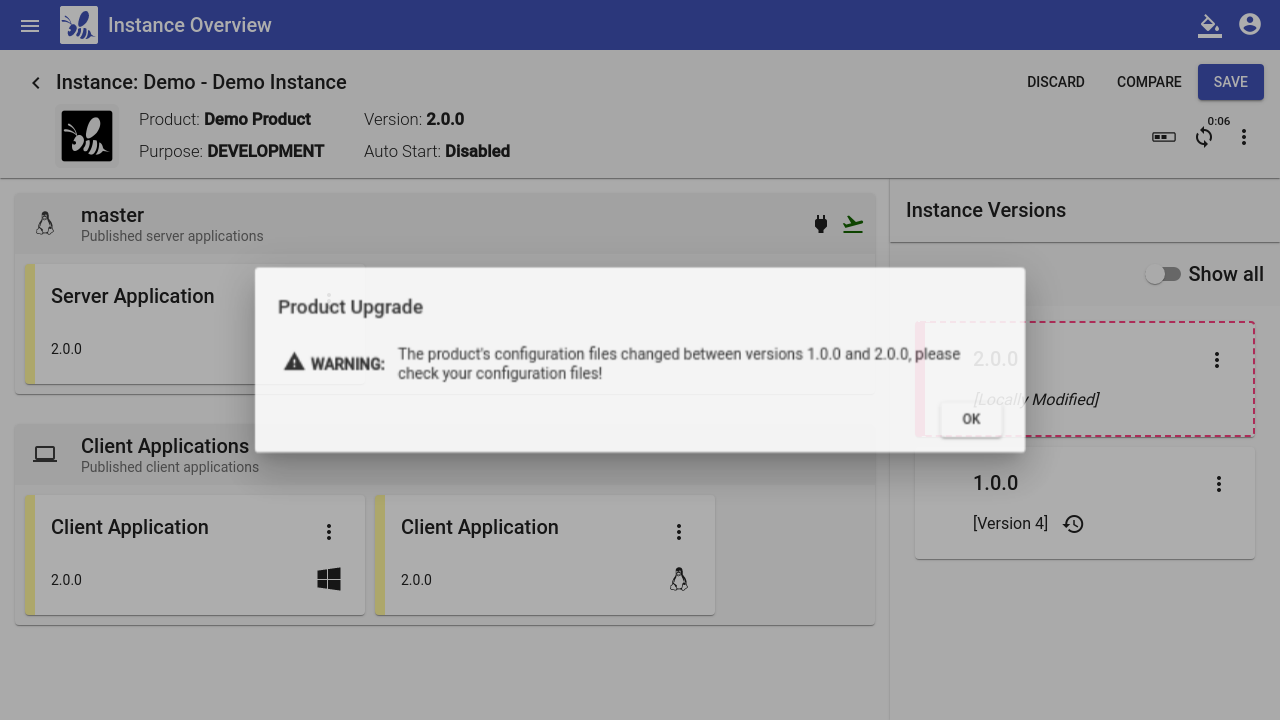 Instance Overview
Instance: Demo - Demo Instance
DISCARD
COMPARE
SAVE
Product: Demo Product
Version: 2.0.0
0:06
Purpose: DEVELOPMENT
Auto Start: Disabled
master
Published server applications
Instance Versions
Show all
Server Application
2.0.0
Product Upgrade
WARNING:
The product's configuration files changed between versions 1.0.0 and 2.0.0, please
check your configuration files!
OK
2.0.0
[Locally Modified]
Client Applications
Published client applications
1.0.0
[Version 4]
Client Application
2.0.0
Client Application
2.0.0